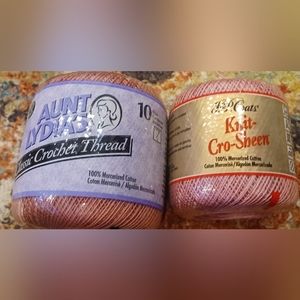 AUNT
LYDIA'S
Classic Crochet Thread
10
100% Mercerized Cotton
Coton Mercerisé / Algodón Mercerizado
J.&P. Coats
Knit-
Cro-Sheen
100% Mercerized Cotton
Coton Mercerisé / Algodón Mercerizado